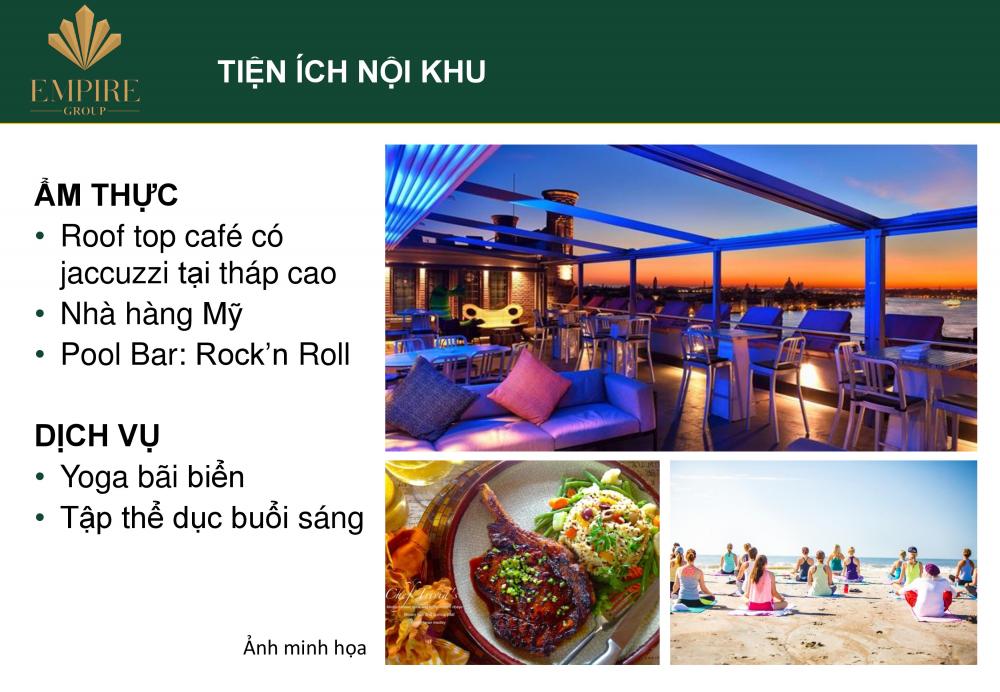 EMPIRE
GROUP
TIỆN ÍCH NỘI KHU
ẨM THỰC
• Roof top café có
jaccuzzi tại tháp cao
• Nhà hàng Mỹ
• Pool Bar: Rock’n Roll
DỊCH VỤ
• Yoga bãi biển
• Tập thể dục buổi sáng
Ảnh minh họa